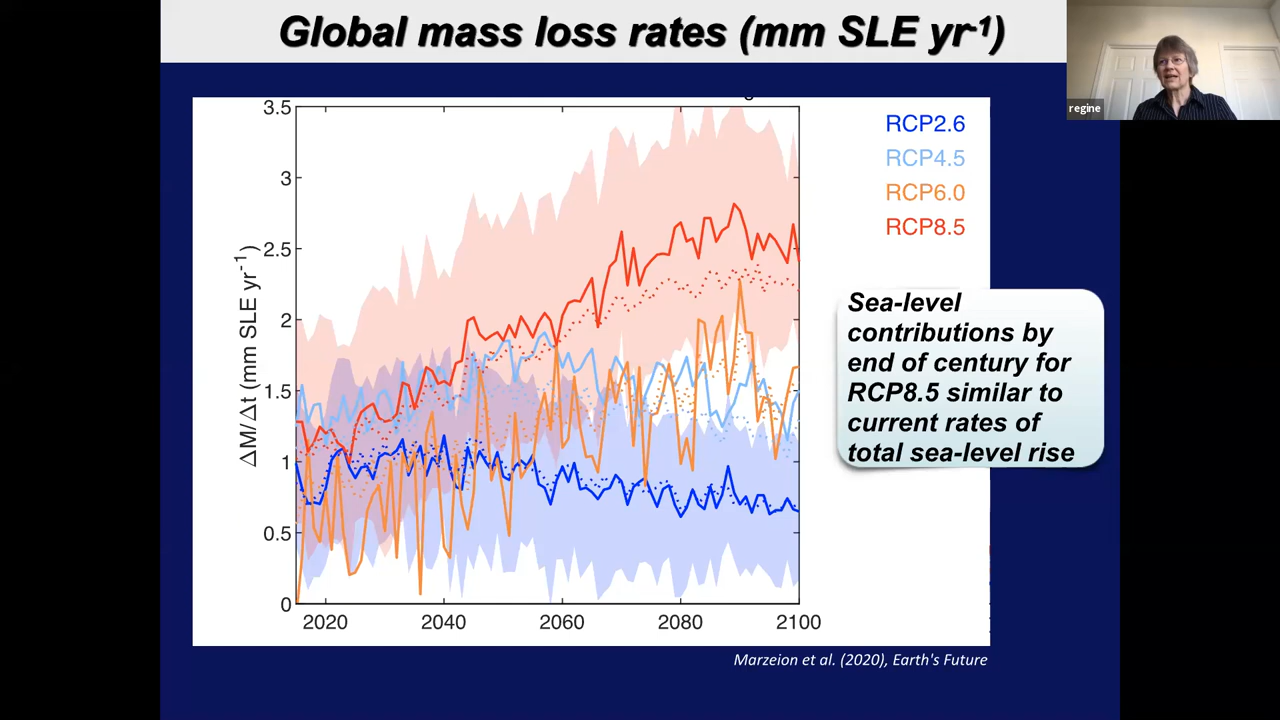 Global mass loss rates (mm SLE yr-1)
regine
3.5
3
2.5
2
1.5
1
0.5
0
ΔM/Δt (mm SLE yr-1)
2020 2040 2060 2080 2100
RCP2.6
RCP4.5
RCP6.0
RCP8.5
Sea-level
contributions by
end of century for
RCP8.5 similar to
current rates of
total sea-level rise
Marzeion et al. (2020), Earth's Future